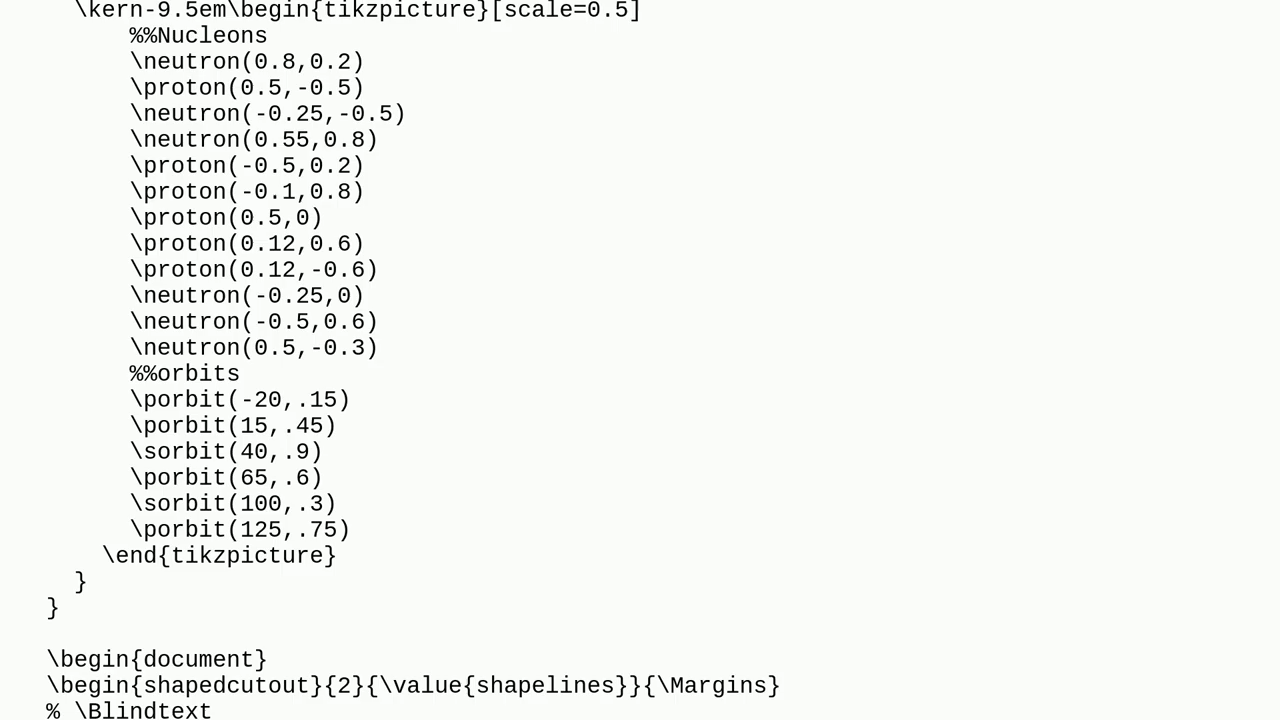 \kern-9.5em\begin{tikzpicture}[scale=0.5]
%%Nucleons
\neutron(0.8,0.2)
\proton(0.5,-0.5)
\neutron(-0.25,-0.5)
\neutron(0.55,0.8)
\proton(-0.5,0.2)
\proton(-0.1,0.8)
\proton(0.5,0)
\proton(0.12,0.6)
\proton(0.12,-0.6)
\neutron(-0.25,0)
\neutron(-0.5,0.6)
\neutron(0.5,-0.3)
%%orbits
\porbit(-20,.15)
\porbit(15,.45)
\sorbit(40,.9)
\porbit(65,.6)
\sorbit(100,.3)
\porbit(125,.75)
\end{tikzpicture}
}
}
\begin{document}
\begin{shapedcutout}{2}{\value{shapelines}}{\Margins}
% \Blindtext